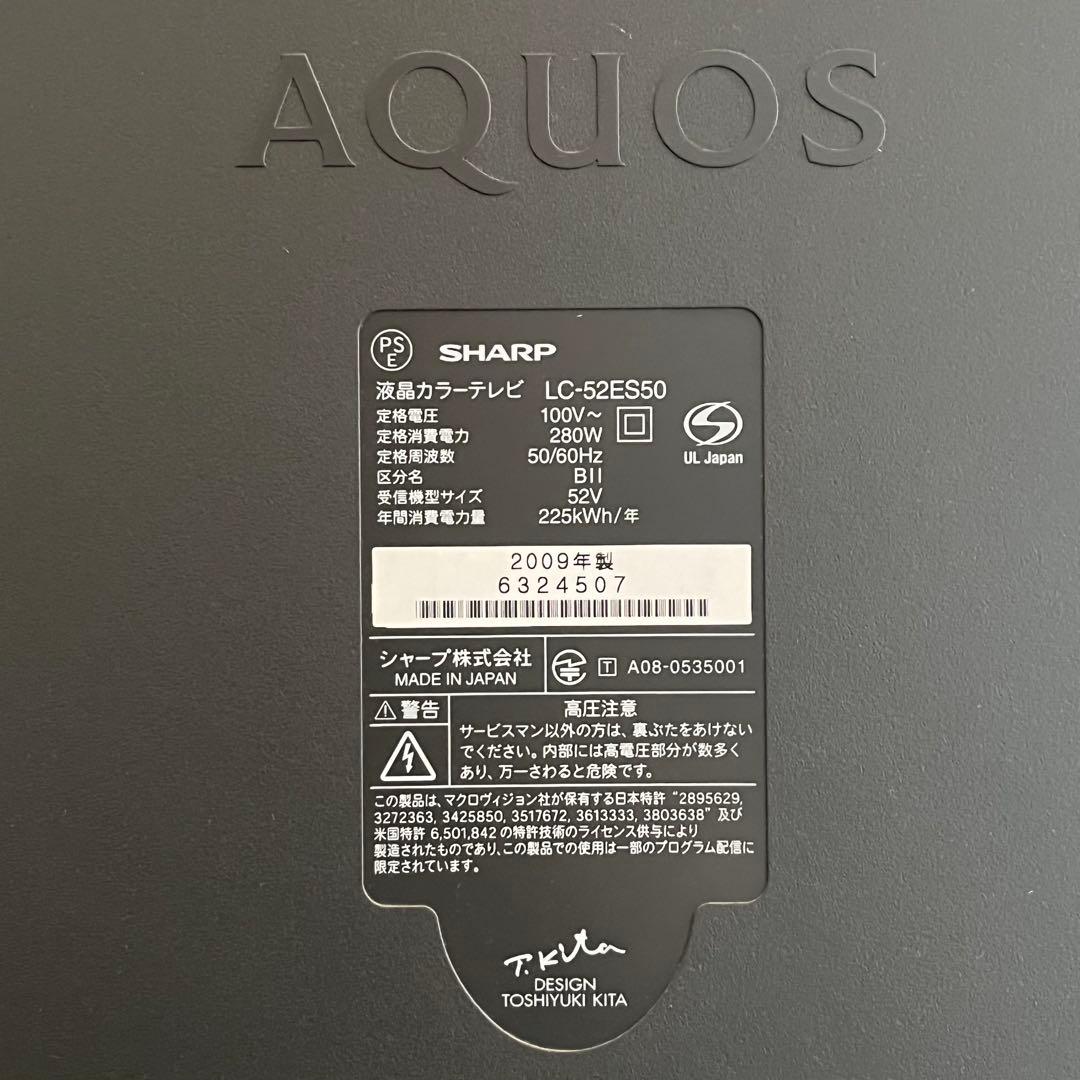 AQUOS
PS
E
SHARP
液晶カラーテレビ LC-52ES50
定格電圧 100V～
定格消費電力 280W
定格周波数 50/60Hz
区分名 BII
受信機型サイズ 52V
年間消費電力量 225kWh/年
S
UL Japan
2009年製
6324507
シャープ株式会社
MADE IN JAPAN
T A08-0535001
⚠警告
高圧注意
サービスマン以外の方は、裏ぶたをあけない
でください。内部には高電圧部分が数多く
あり、万一さわると危険です。
この製品は、マクロヴィジョン社が保有する日本特許 “2895629,
3272363, 3425850, 3517672, 3613333, 3803638” 及び
米国特許 6,501,842 の特許技術のライセンス供与により
製造されたものであり、この製品での使用は一部のプログラム配信に
限定されています。
T.Kita
DESIGN
TOSHIYUKI KITA